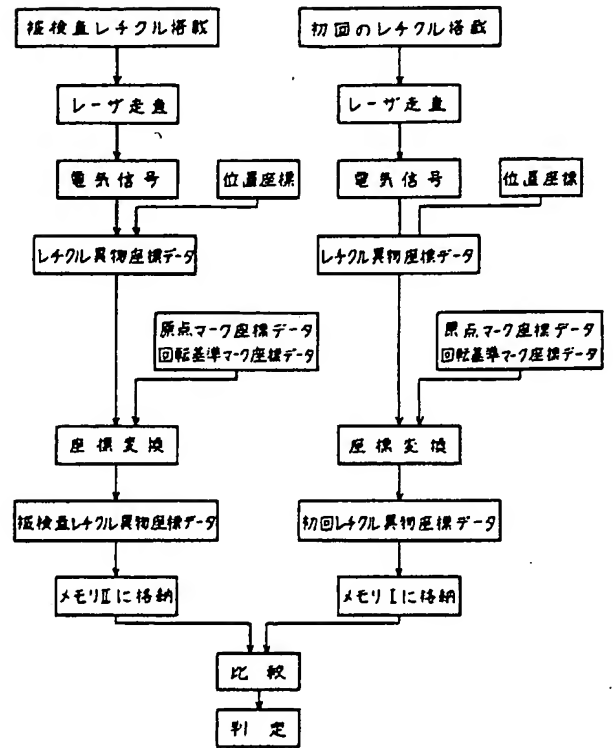 被検査レチクル搭載
初回のレチクル搭載
レーザ走査
レーザ走査
電気信号
位置座標
電気信号
位置座標
レチクル異物座標データ
レチクル異物座標データ
原点マーク座標データ
回転基準マーク座標データ
原点マーク座標データ
回転基準マーク座標データ
座標変換
座標変換
被検査レチクル異物座標データ
初回レチクル異物座標データ
メモリⅡに格納
メモリⅠに格納
比較
判定